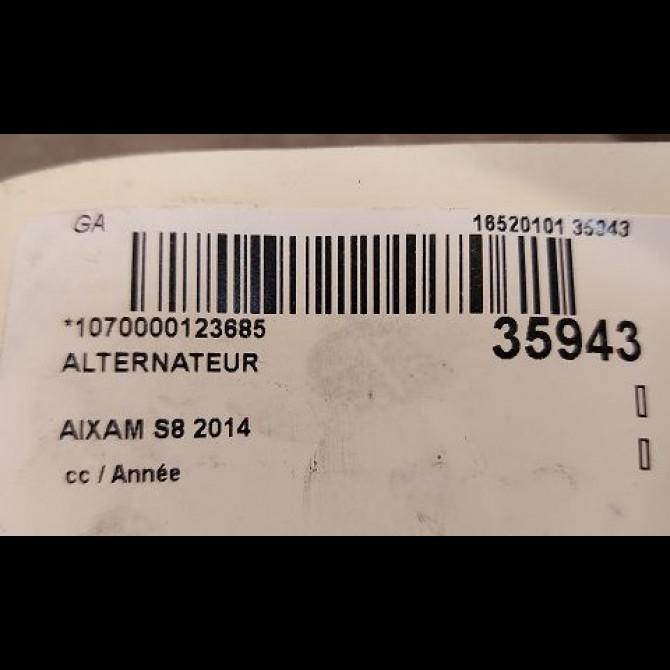 GA 16520101 35943
*1070000123685 35943
ALTERNATEUR
AIXAM S8 2014
cc / Année